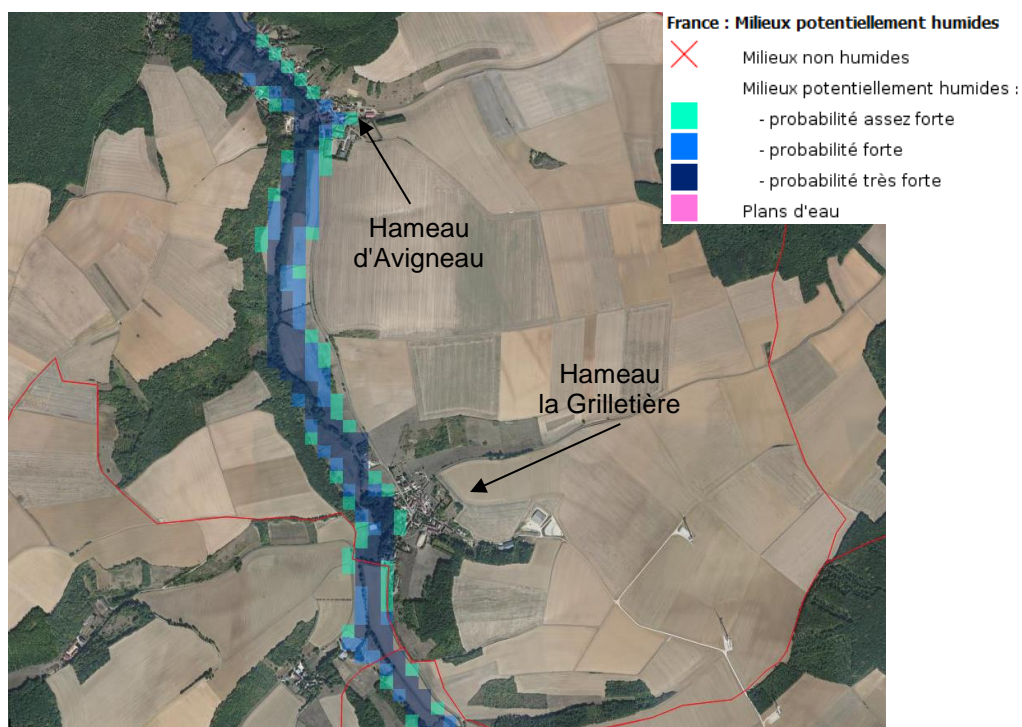 France : Milieux potentiellement humides
Milieux non humides
Milieux potentiellement humides :
- probabilité assez forte
- probabilité forte
- probabilité très forte
Plans d'eau
Hameau
d'Avigneau
Hameau
la Grilletière